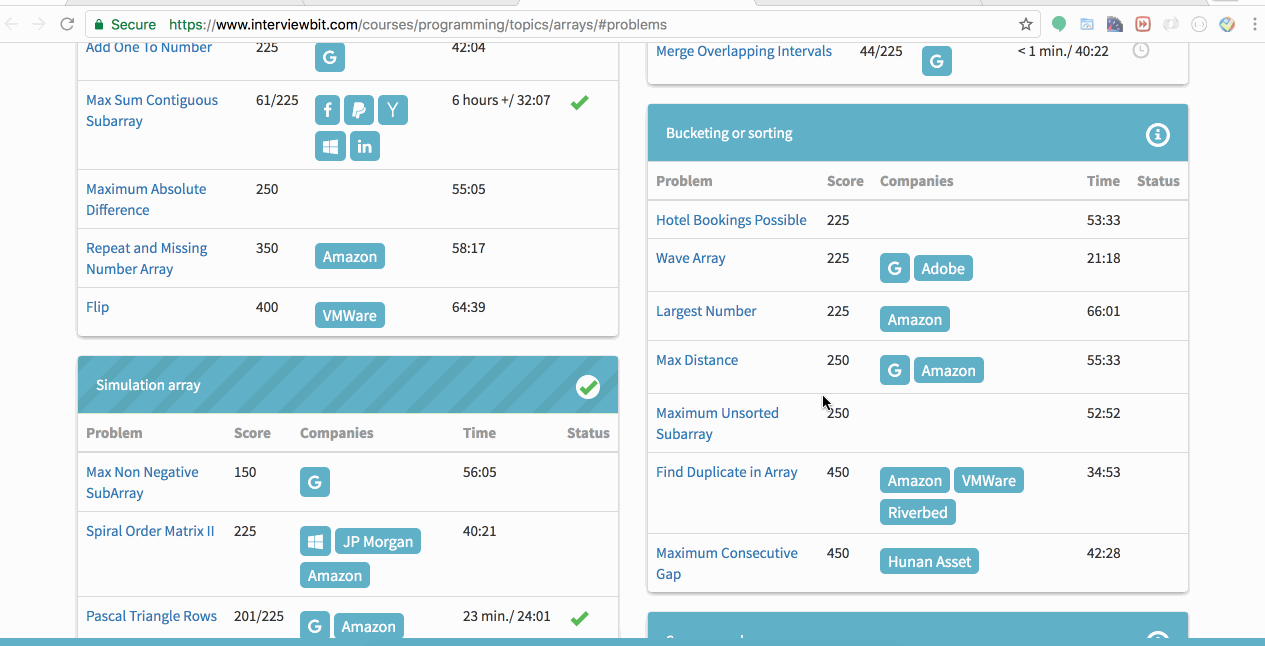 Secure https://www.interviewbit.com/courses/programming/topics/arrays/#problems
Add One To Number 225 G 42:04
Max Sum Contiguous 61/225 f P Y 6 hours +/ 32:07
Subarray in
Maximum Absolute 250 55:05
Difference
Repeat and Missing 350 Amazon 58:17
Number Array
Flip 400 VMWare 64:39
Simulation array
Problem Score Companies Time Status
Max Non Negative 150 G 56:05
SubArray
Spiral Order Matrix II 225 JP Morgan 40:21
Amazon
Pascal Triangle Rows 201/225 G Amazon 23 min./ 24:01
Merge Overlapping Intervals 44/225 G < 1 min./ 40:22
Bucketing or sorting
Problem Score Companies Time Status
Hotel Bookings Possible 225 53:33
Wave Array 225 G Adobe 21:18
Largest Number 225 Amazon 66:01
Max Distance 250 G Amazon 55:33
Maximum Unsorted 250 52:52
Subarray
Find Duplicate in Array 450 Amazon VMWare 34:53
Riverbed
Maximum Consecutive 450 Hunan Asset 42:28
Gap